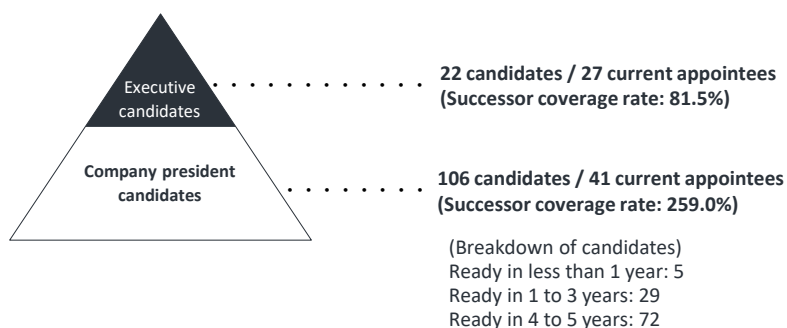 Executive
candidates
22 candidates / 27 current appointees
(Successor coverage rate: 81.5%)
Company president
candidates
106 candidates / 41 current appointees
(Successor coverage rate: 259.0%)
(Breakdown of candidates)
Ready in less than 1 year: 5
Ready in 1 to 3 years: 29
Ready in 4 to 5 years: 72